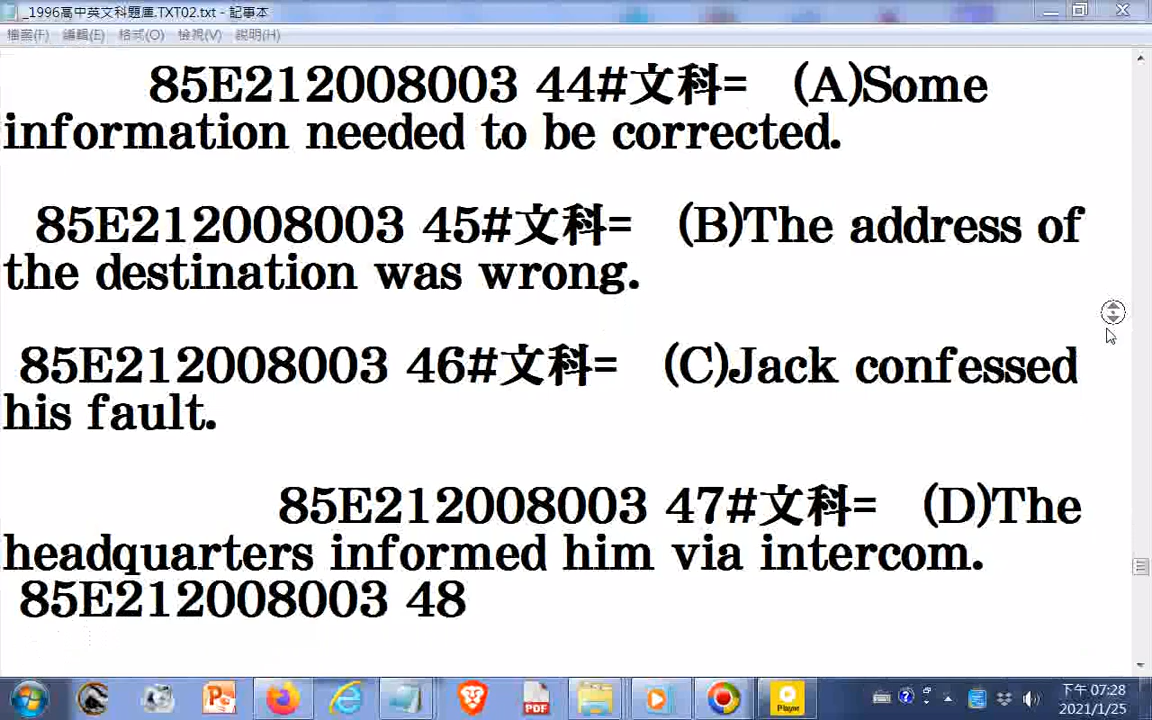 _1996高中英文科題庫.TXT02.txt - 記事本
檔案(F) 編輯(E) 格式(O) 檢視(V) 說明(H)
85E212008003 44#文科= (A)Some
information needed to be corrected.
85E212008003 45#文科= (B)The address of
the destination was wrong.
85E212008003 46#文科= (C)Jack confessed
his fault.
85E212008003 47#文科= (D)The
headquarters informed him via intercom.
85E212008003 48
PDF
Player
下午 07:28
2021/1/25